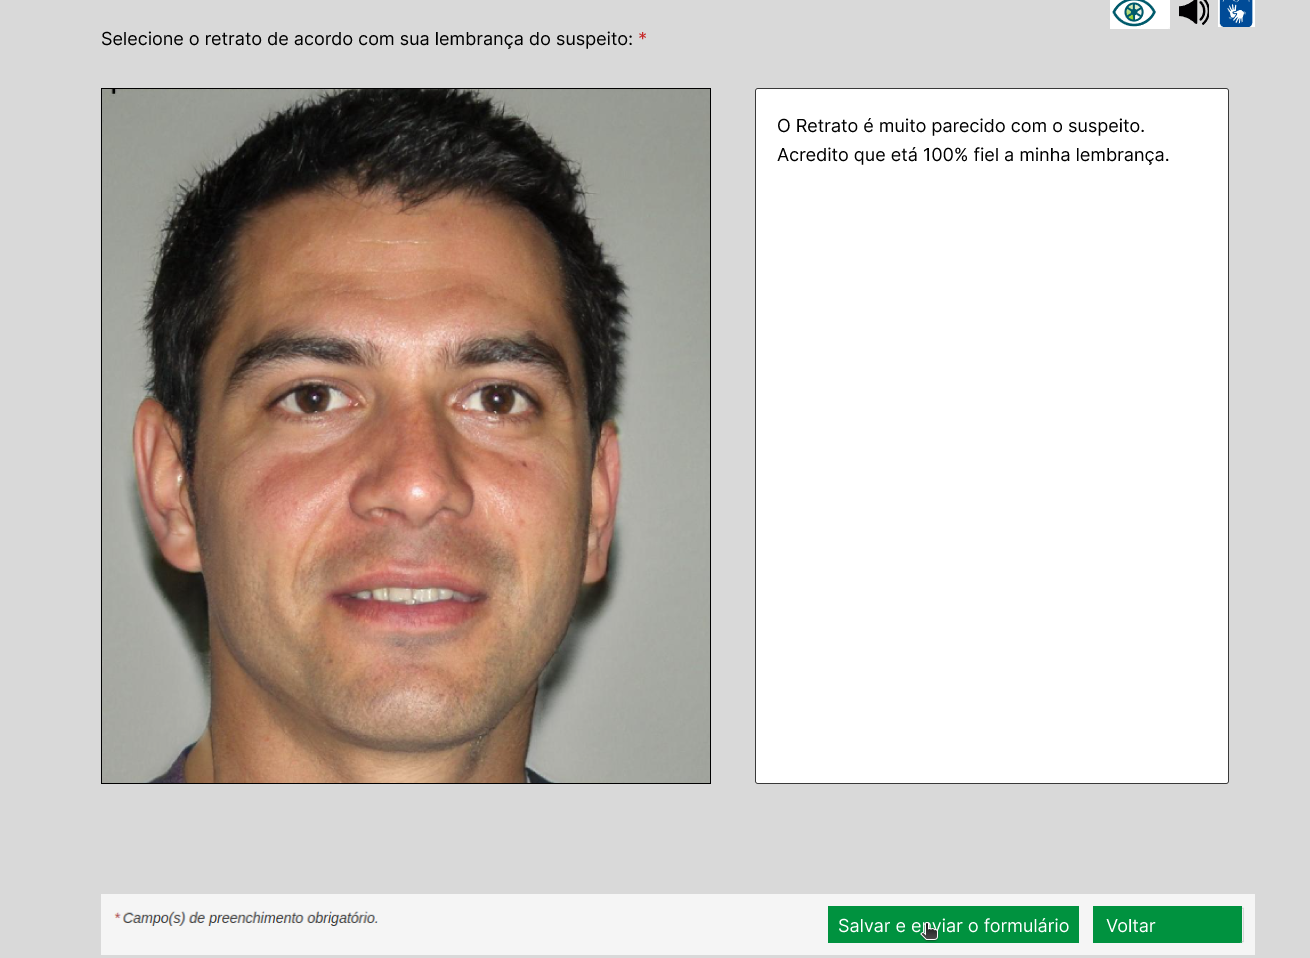 Selecione o retrato de acordo com sua lembrança do suspeito: *
O Retrato é muito parecido com o suspeito.
Acredito que etá 100% fiel a minha lembrança.
* Campo(s) de preenchimento obrigatório.
Salvar e enviar o formulário
Voltar